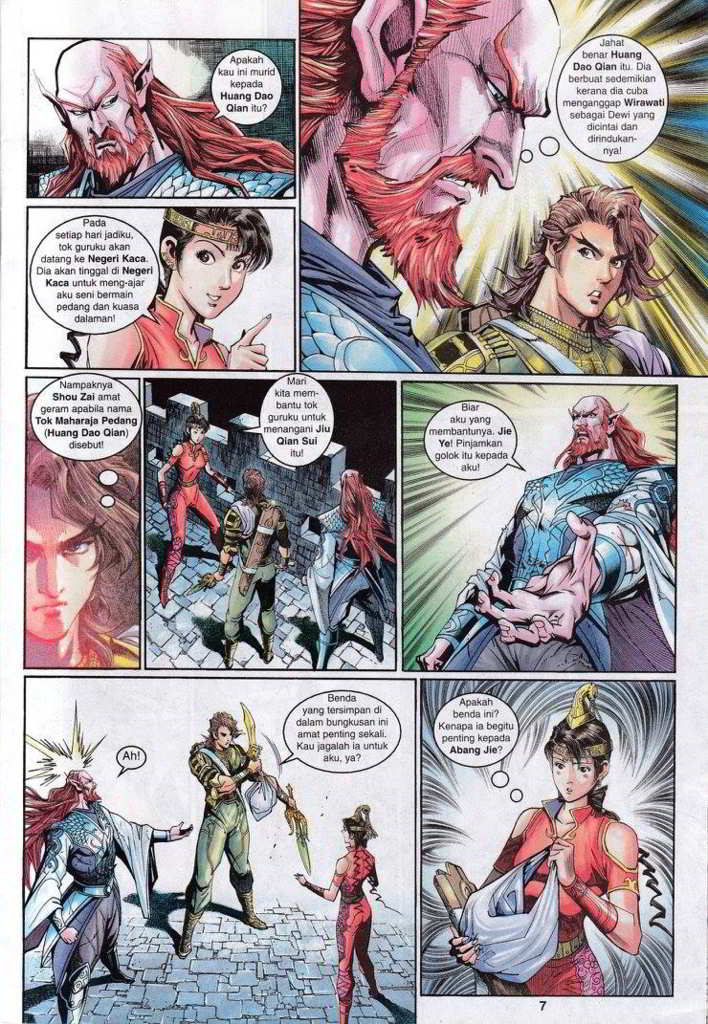 Apakah
kau ini murid
kepada
Huang Dao
Qian itu?
Jahat
benar Huang
Dao Qian itu. Dia
berbuat sedemikian
kerana dia cuba
menganggap Wirawati
sebagai Dewi yang
dicintai dan
dirindukan-
nya!
Pada
setiap hari jadiku,
tok guruku akan
datang ke Negeri Kaca.
Dia akan tinggal di Negeri
Kaca untuk meng-ajar
aku seni bermain
pedang dan kuasa
dalaman!
Nampaknya
Shou Zai amat
geram apabila nama
Tok Maharaja Pedang
(Huang Dao Qian)
disebut!
Mari
kita mem-
bantu tok
guruku untuk
menangani Jiu
Qian Sui
itu!
Biar
aku yang
membantunya. Jie
Ye! Pinjamkan
golok itu kepada
aku!
Ah!
Benda
yang tersimpan di
dalam bungkusan ini
amat penting sekali.
Kau jagalah ia untuk
aku, ya?
Apakah
benda ini?
Kenapa ia begitu
penting kepada
Abang Jie?
7